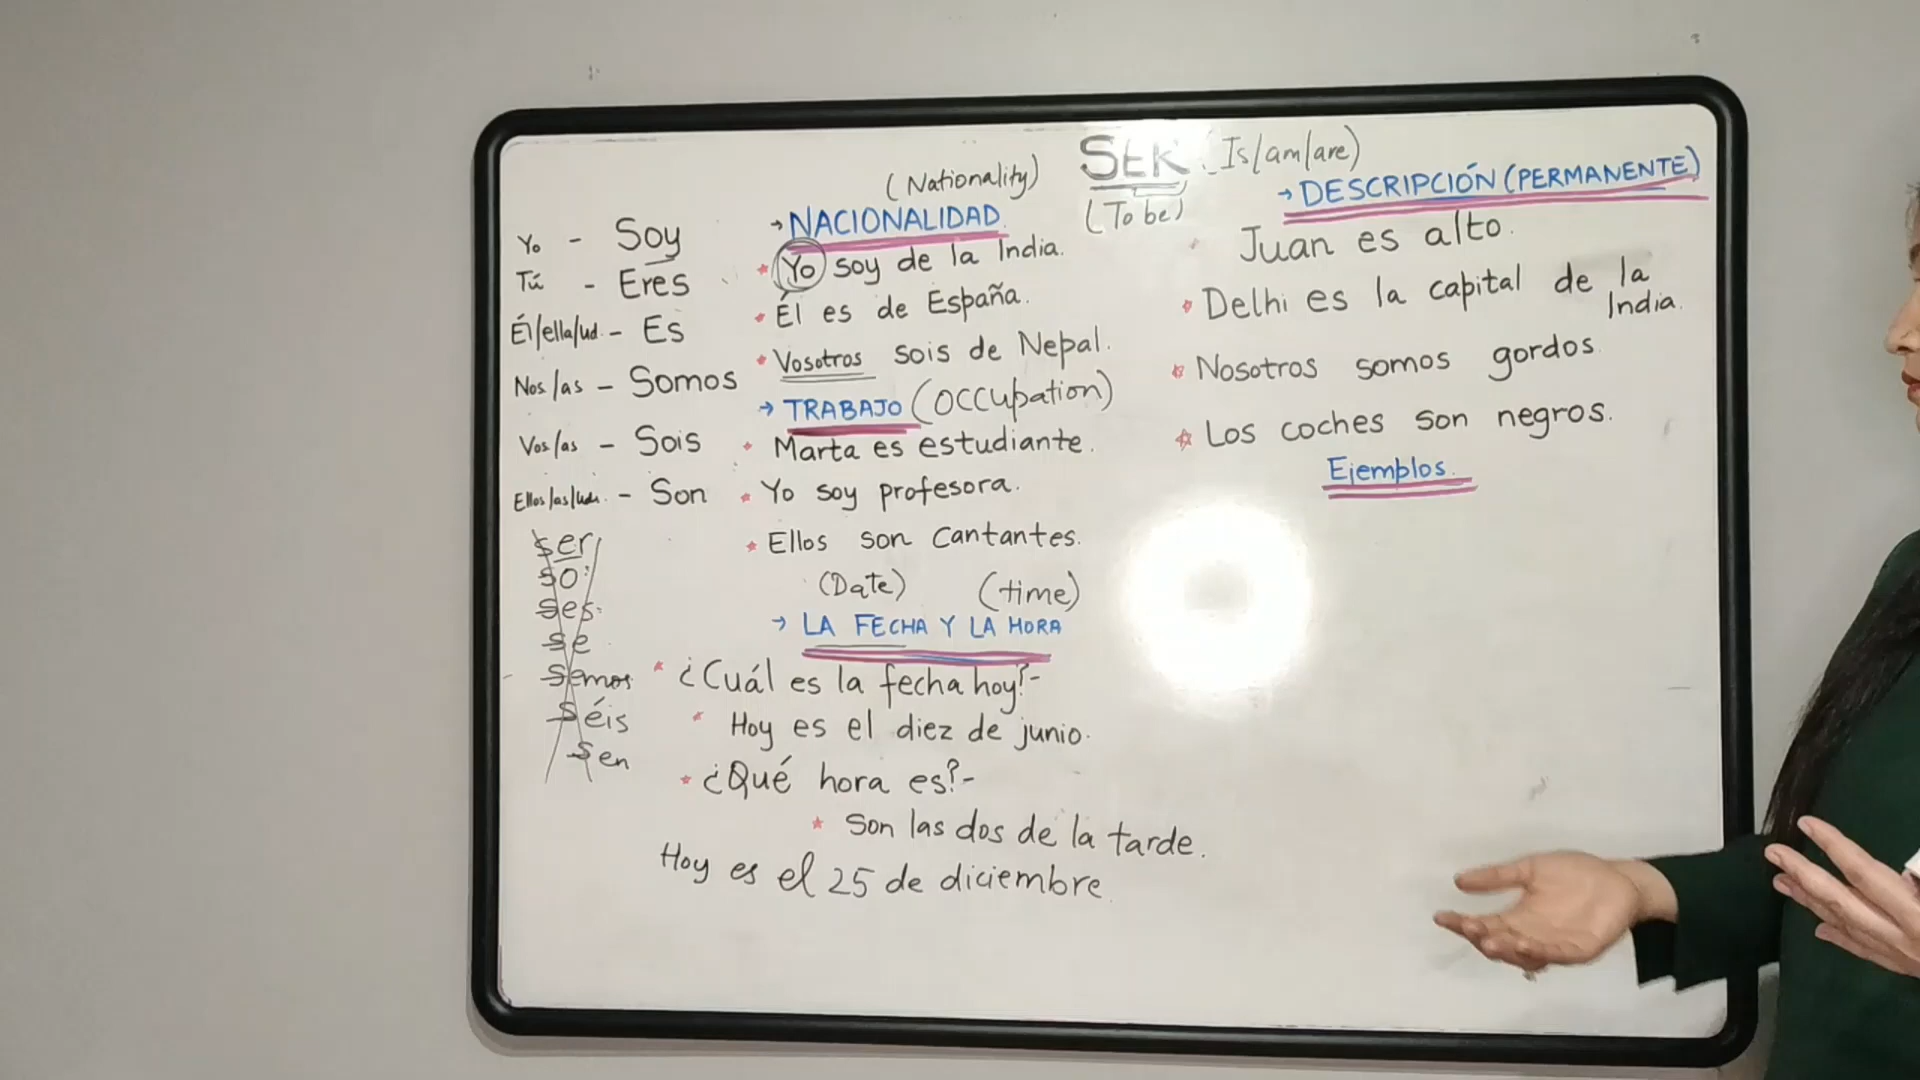 SER : Is/am/are)
(To be)
Yo - Soy
Tú - Eres
Él/ella/ud. - Es
Nos/as - Somos
Vos/as - Sois
Ellos/as/uds. - Son
ser
so
ses
se
semos
séis
sen
(Nationality)
→ NACIONALIDAD.
* Yo soy de la India.
* Él es de España.
* Vosotros sois de Nepal.
→ TRABAJO (Occupation)
* Marta es estudiante.
* Yo soy profesora.
* Ellos son cantantes.
(Date) (time)
→ LA FECHA Y LA HORA
* ¿Cuál es la fecha hoy?-
* Hoy es el diez de junio.
* ¿Qué hora es?-
* Son las dos de la tarde.
Hoy es el 25 de diciembre.
→ DESCRIPCIÓN (PERMANENTE)
* Juan es alto.
* Delhi es la capital de la
India.
* Nosotros somos gordos.
* Los coches son negros.
Ejemplos.